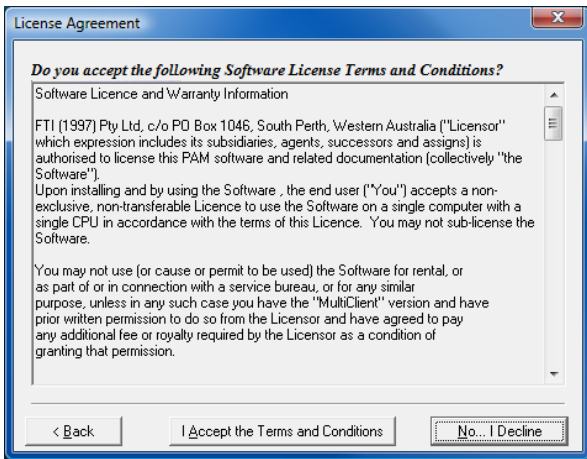 License Agreement
Do you accept the following Software License Terms and Conditions?
Software Licence and Warranty Information
FTI (1997) Pty Ltd, c/o PO Box 1046, South Perth, Western Australia ("Licensor"
which expression includes its subsidiaries, agents, successors and assigns) is
authorised to license this PAM software and related documentation (collectively "the
Software").
Upon installing and by using the Software , the end user ("You") accepts a non-
exclusive, non-transferable Licence to use the Software on a single computer with a
single CPU in accordance with the terms of this Licence. You may not sub-license the
Software.
You may not use (or cause or permit to be used) the Software for rental, or
as part of or in connection with a service bureau, or for any similar
purpose, unless in any such case you have the "MultiClient" version and have
prior written permission to do so from the Licensor and have agreed to pay
any additional fee or royalty required by the Licensor as a condition of
granting that permission.
< Back
I Accept the Terms and Conditions
No... I Decline